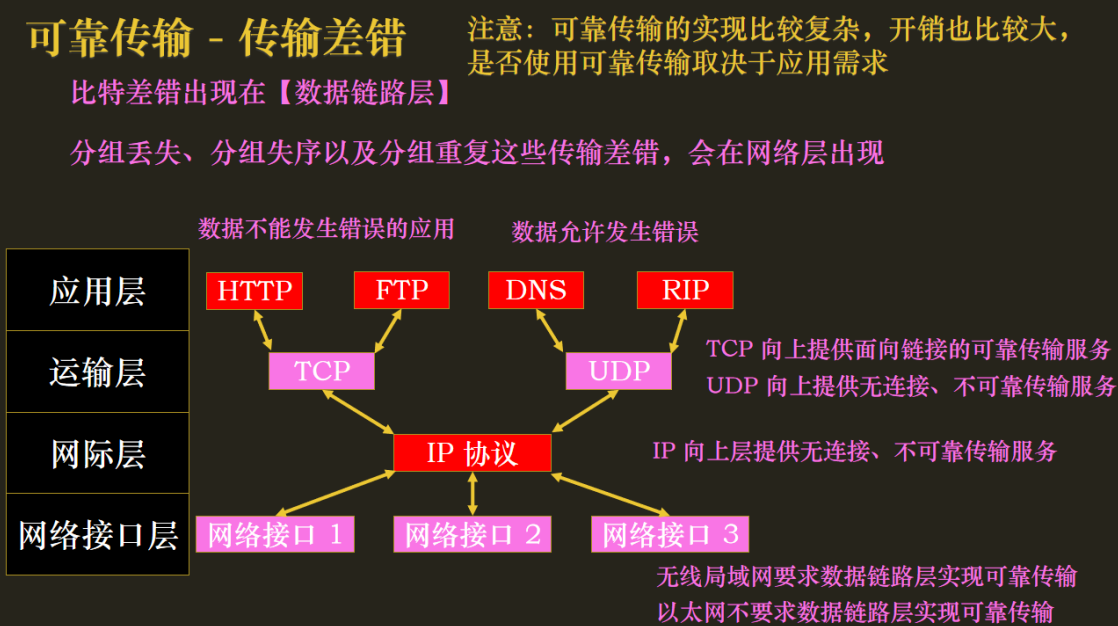 可靠传输 - 传输差错
注意：可靠传输的实现比较复杂，开销也比较大，
是否使用可靠传输取决于应用需求
比特差错出现在【数据链路层】
分组丢失、分组失序以及分组重复这些传输差错，会在网络层出现
数据不能发生错误的应用
数据允许发生错误
应用层
HTTP
FTP
DNS
RIP
运输层
TCP
UDP
TCP 向上提供面向链接的可靠传输服务
UDP 向上提供无连接、不可靠传输服务
网际层
IP 协议
IP 向上层提供无连接、不可靠传输服务
网络接口层
网络接口 1
网络接口 2
网络接口 3
无线局域网要求数据链路层实现可靠传输
以太网不要求数据链路层实现可靠传输